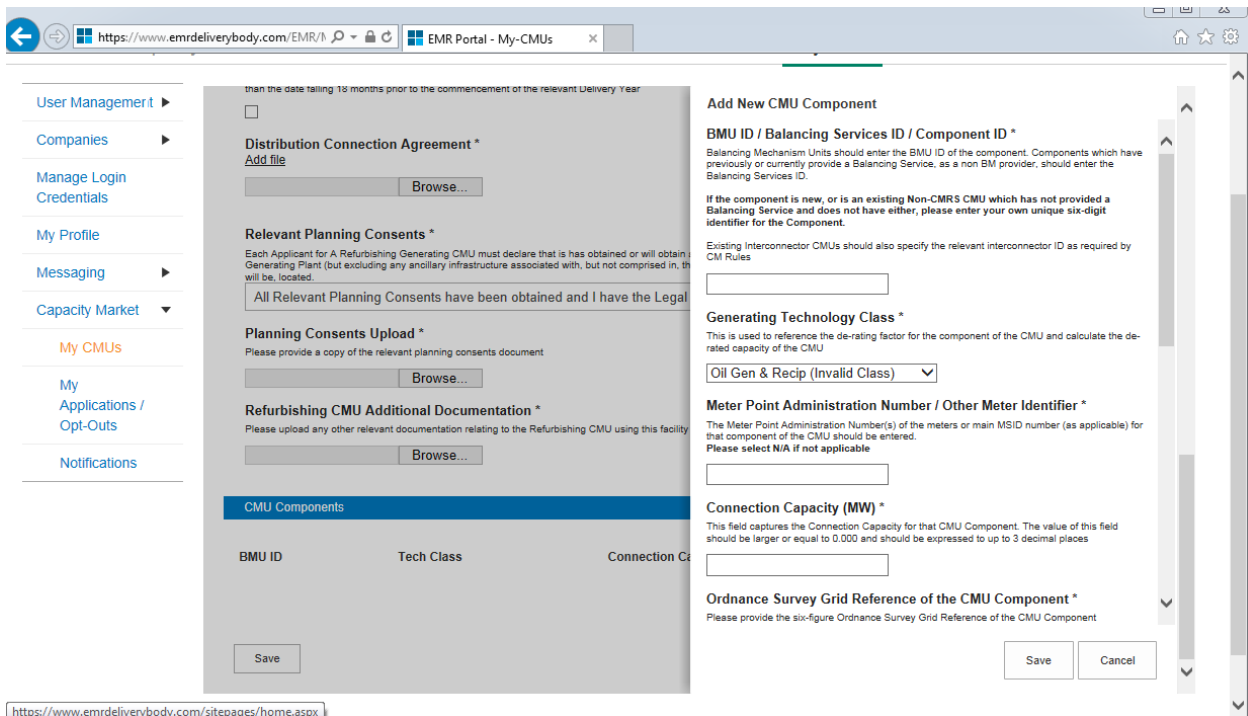 https://www.emrdeliverybody.com/EMR/
EMR Portal - My-CMUs
User Management
Companies
Manage Login
Credentials
My Profile
Messaging
Capacity Market
My CMUs
My
Applications /
Opt-Outs
Notifications
than the date falling 18 months prior to the commencement of the relevant Delivery Year
Distribution Connection Agreement *
Add file
Browse...
Relevant Planning Consents *
Each Applicant for A Refurbishing Generating CMU must declare that is has obtained or will obtain
Generating Plant (but excluding any ancillary infrastructure associated with, but not comprised in, th
will be, located.
All Relevant Planning Consents have been obtained and I have the Legal
Planning Consents Upload *
Please provide a copy of the relevant planning consents document
Browse...
Refurbishing CMU Additional Documentation *
Please upload any other relevant documentation relating to the Refurbishing CMU using this facility
Browse...
CMU Components
BMU ID Tech Class Connection Ca
Save
Add New CMU Component
BMU ID / Balancing Services ID / Component ID *
Balancing Mechanism Units should enter the BMU ID of the component. Components which have
previously or currently provide a Balancing Service, as a non BM provider, should enter the
Balancing Services ID.
If the component is new, or is an existing Non-CMRS CMU which has not provided a
Balancing Service and does not have either, please enter your own unique six-digit
identifier for the Component.
Existing Interconnector CMUs should also specify the relevant interconnector ID as required by
CM Rules
Generating Technology Class *
This is used to reference the de-rating factor for the component of the CMU and calculate the de-
rated capacity of the CMU
Oil Gen & Recip (Invalid Class)
Meter Point Administration Number / Other Meter Identifier *
The Meter Point Administration Number(s) of the meters or main MSID number (as applicable) for
that component of the CMU should be entered.
Please select N/A if not applicable
Connection Capacity (MW) *
This field captures the Connection Capacity for that CMU Component. The value of this field
should be larger or equal to 0.000 and should be expressed to up to 3 decimal places
Ordnance Survey Grid Reference of the CMU Component *
Please provide the six-figure Ordnance Survey Grid Reference of the CMU Component
Save Cancel
https://www.emrdeliverybody.com/sitepages/home.aspx